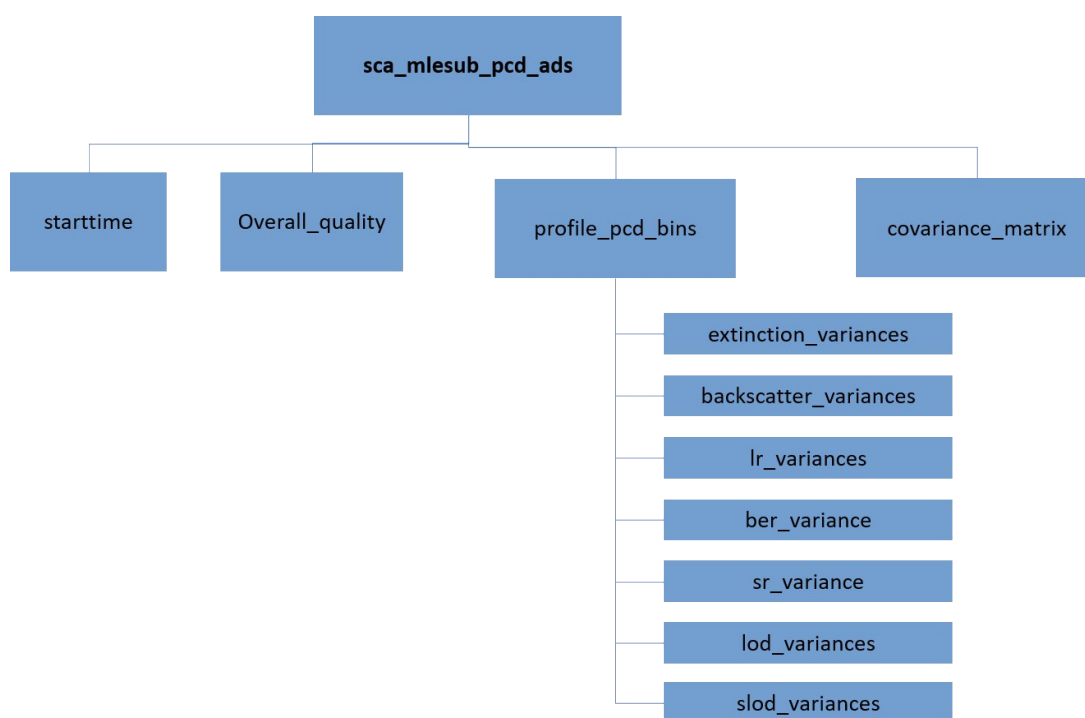 sca_mlesub_pcd_ads
starttime
Overall_quality
profile_pcd_bins
covariance_matrix
extinction_variances
backscatter_variances
lr_variances
ber_variance
sr_variance
lod_variances
slod_variances